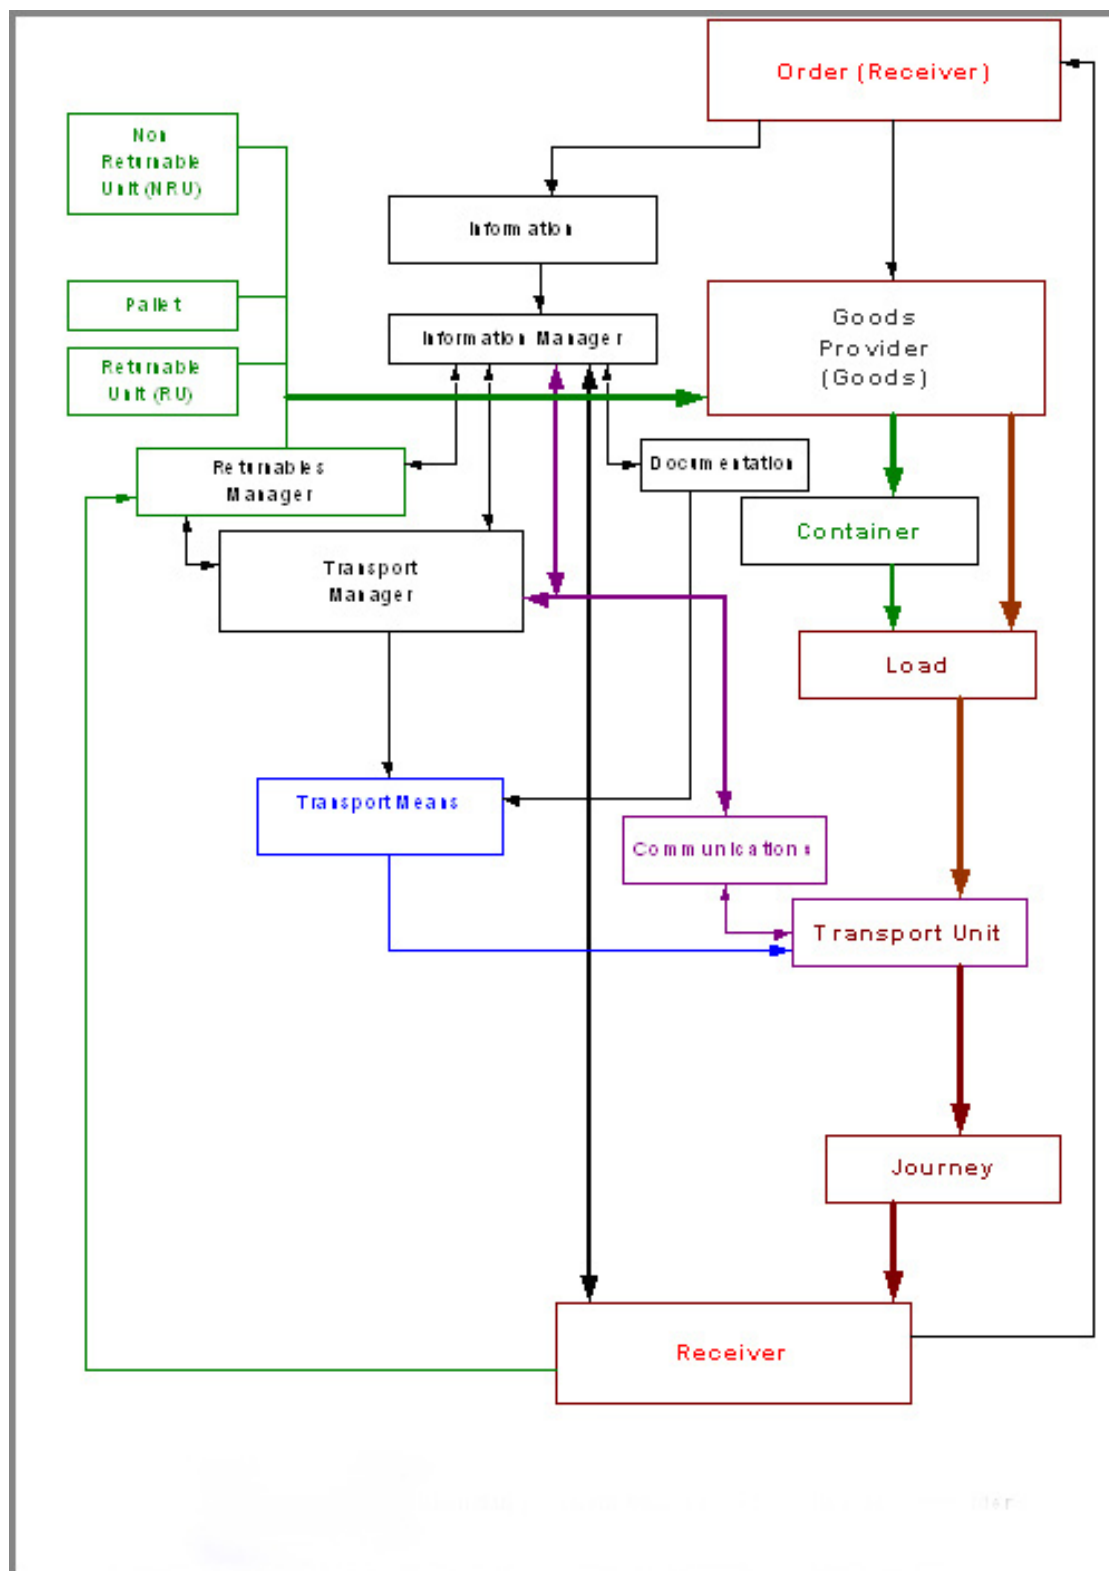 Order (Receiver)
Non
Returnable
Unit (NRU)
Information
Pallet
Goods
Provider
(Goods)
Information Manager
Returnable
Unit (RU)
Returnables
Manager
Documentation
Container
Transport
Manager
Load
Transport Means
Communications
Transport Unit
Journey
Receiver